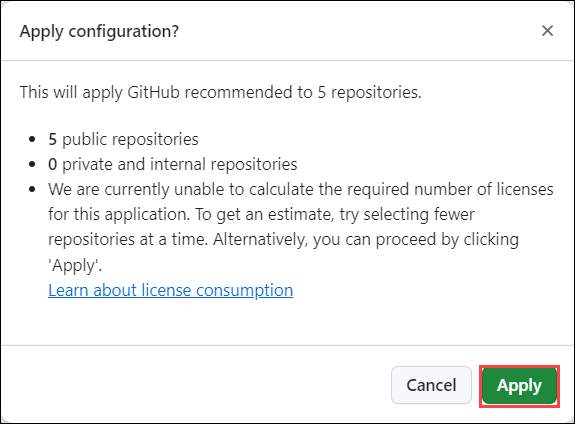 Apply configuration?
This will apply GitHub recommended to 5 repositories.
• 5 public repositories
• 0 private and internal repositories
• We are currently unable to calculate the required number of licenses
for this application. To get an estimate, try selecting fewer
repositories at a time. Alternatively, you can proceed by clicking
'Apply'.
Learn about license consumption
Cancel
Apply